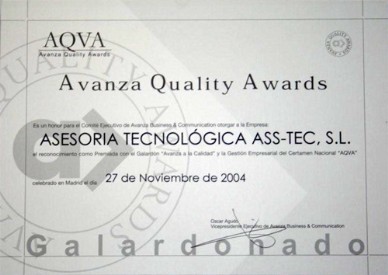 AQVA
Avanza Quality Awards
Avanza Quality Awards
Es un honor para el Comité Ejecutivo de Avanza Business & Communication otorgar a la Empresa:
ASESORIA TECNOLÓGICA ASS-TEC, S.L.
el reconocimiento como Premiada con el Galardón "Avanza a la Calidad" y la Gestión Empresarial del Certamen Nacional "AQVA"
celebrado en Madrid el día
27 de Noviembre de 2004
Oscar Agudo
Vicepresidente Ejecutivo de Avanza Business & Communication
Galardonado